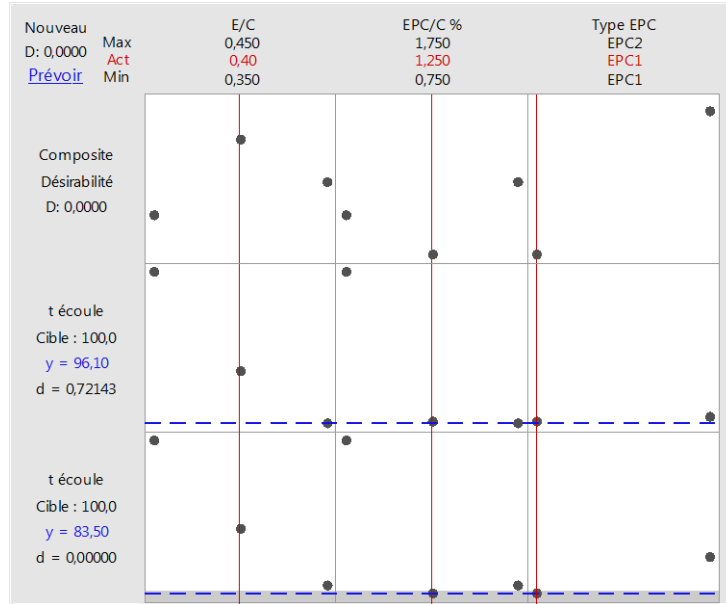 Nouveau E/C EPC/C % Type EPC
D: 0,0000 Max 0,450 1,750 EPC2
Act 0,40 1,250 EPC1
Prévoir Min 0,350 0,750 EPC1
Composite
Désirabilité
D: 0,0000
t écoule
Cible : 100,0
y = 96,10
d = 0,72143
t écoule
Cible : 100,0
y = 83,50
d = 0,00000